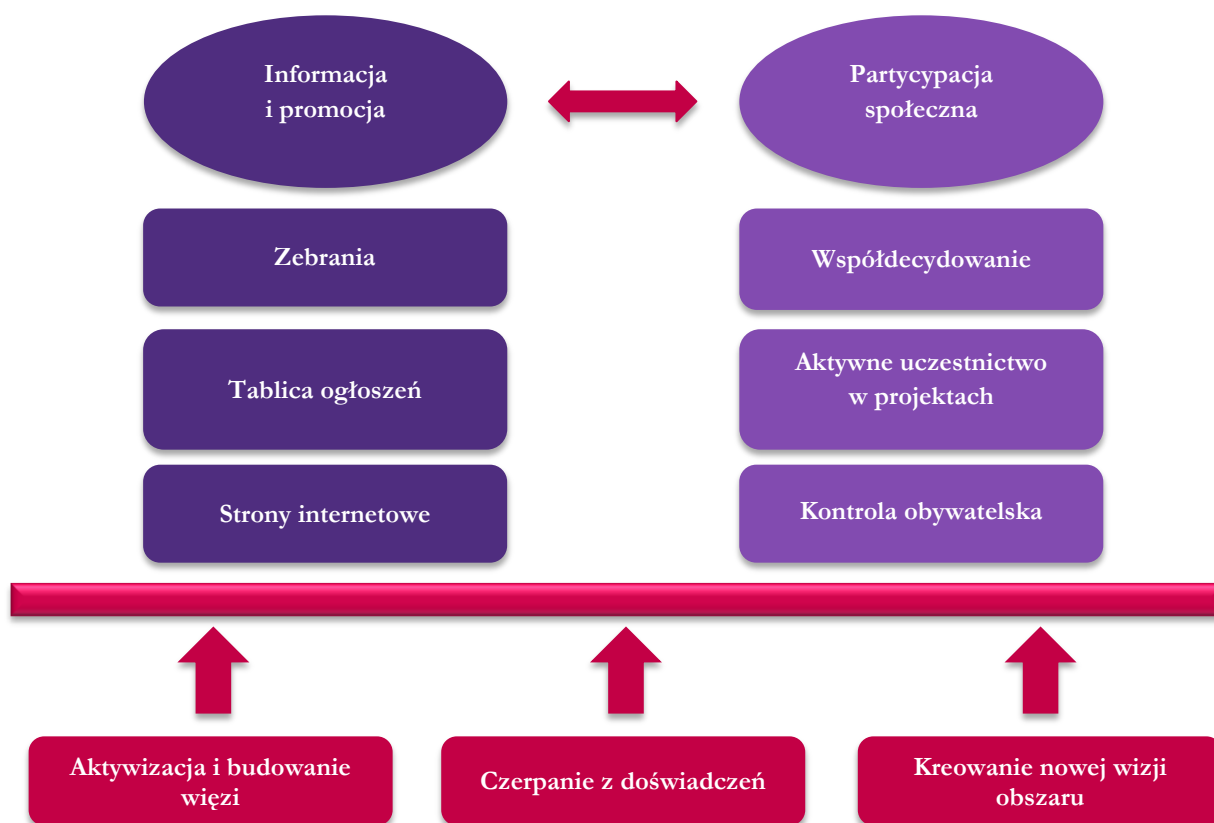 Informacja
i promocja
Partycypacja
społeczna
Zebrania
Współdecydowanie
Tablica ogłoszeń
Aktywne uczestnictwo
w projektach
Strony internetowe
Kontrola obywatelska
Aktywizacja i budowanie
więzi
Czerpanie z doświadczeń
Kreowanie nowej wizji
obszaru